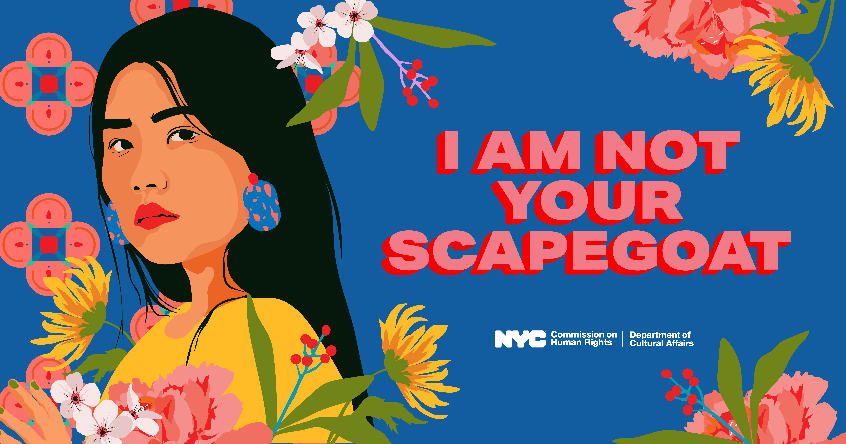 I AM NOT
YOUR
SCAPEGOAT
NYC Commission on Human Rights | Department of Cultural Affairs